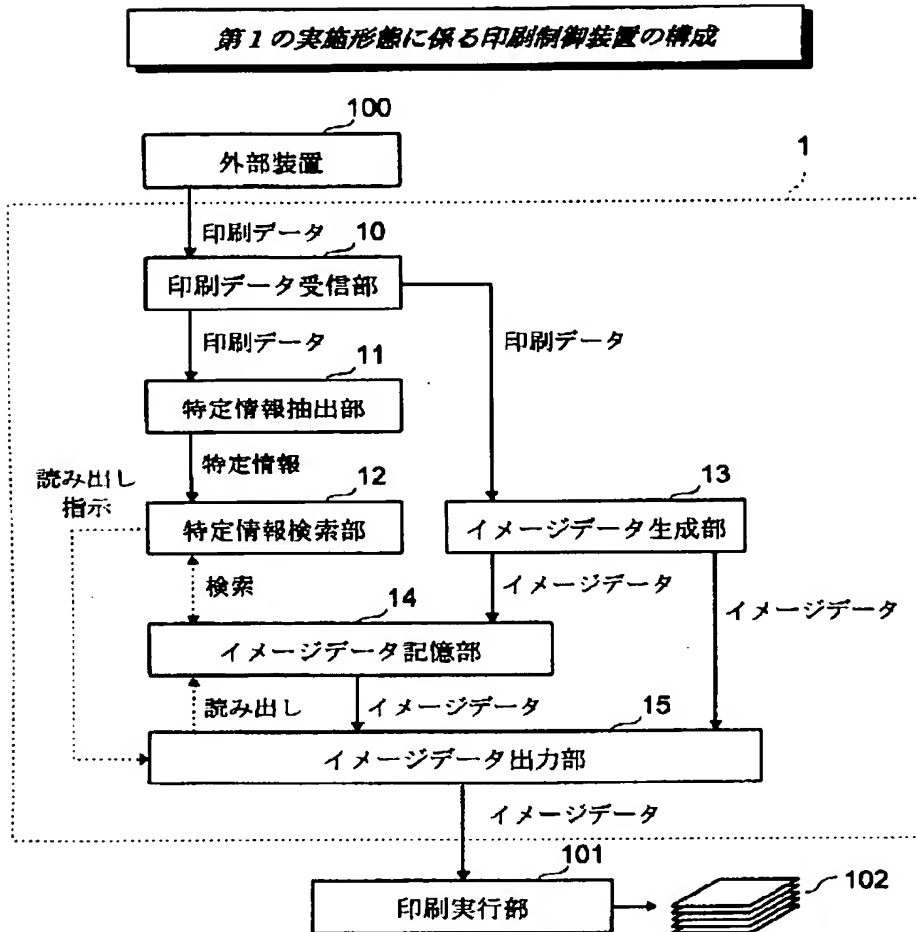 第1の実施形態に係る印刷制御装置の構成
100
外部装置
1
印刷データ
10
印刷データ受信部
印刷データ
印刷データ
11
特定情報抽出部
特定情報
読み出し
指示
12
特定情報検索部
13
イメージデータ生成部
検索
イメージデータ
イメージデータ
14
イメージデータ記憶部
読み出し
イメージデータ
15
イメージデータ出力部
イメージデータ
101
印刷実行部
102